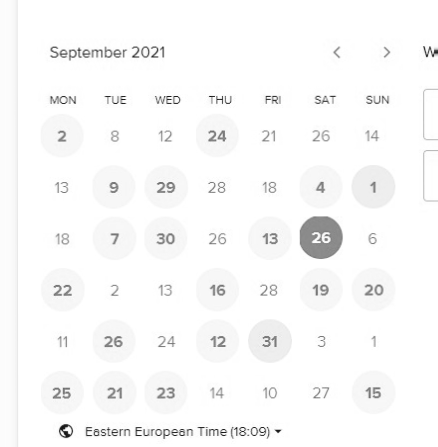 September 2021
MON TUE WED THU FRI SAT SUN
2 8 12 24 21 26 14
13 9 29 28 18 4 1
18 7 30 26 13 26 6
22 2 13 16 28 19 20
11 26 24 12 31 3 1
25 21 23 14 10 27 15
Eastern European Time (18:09)